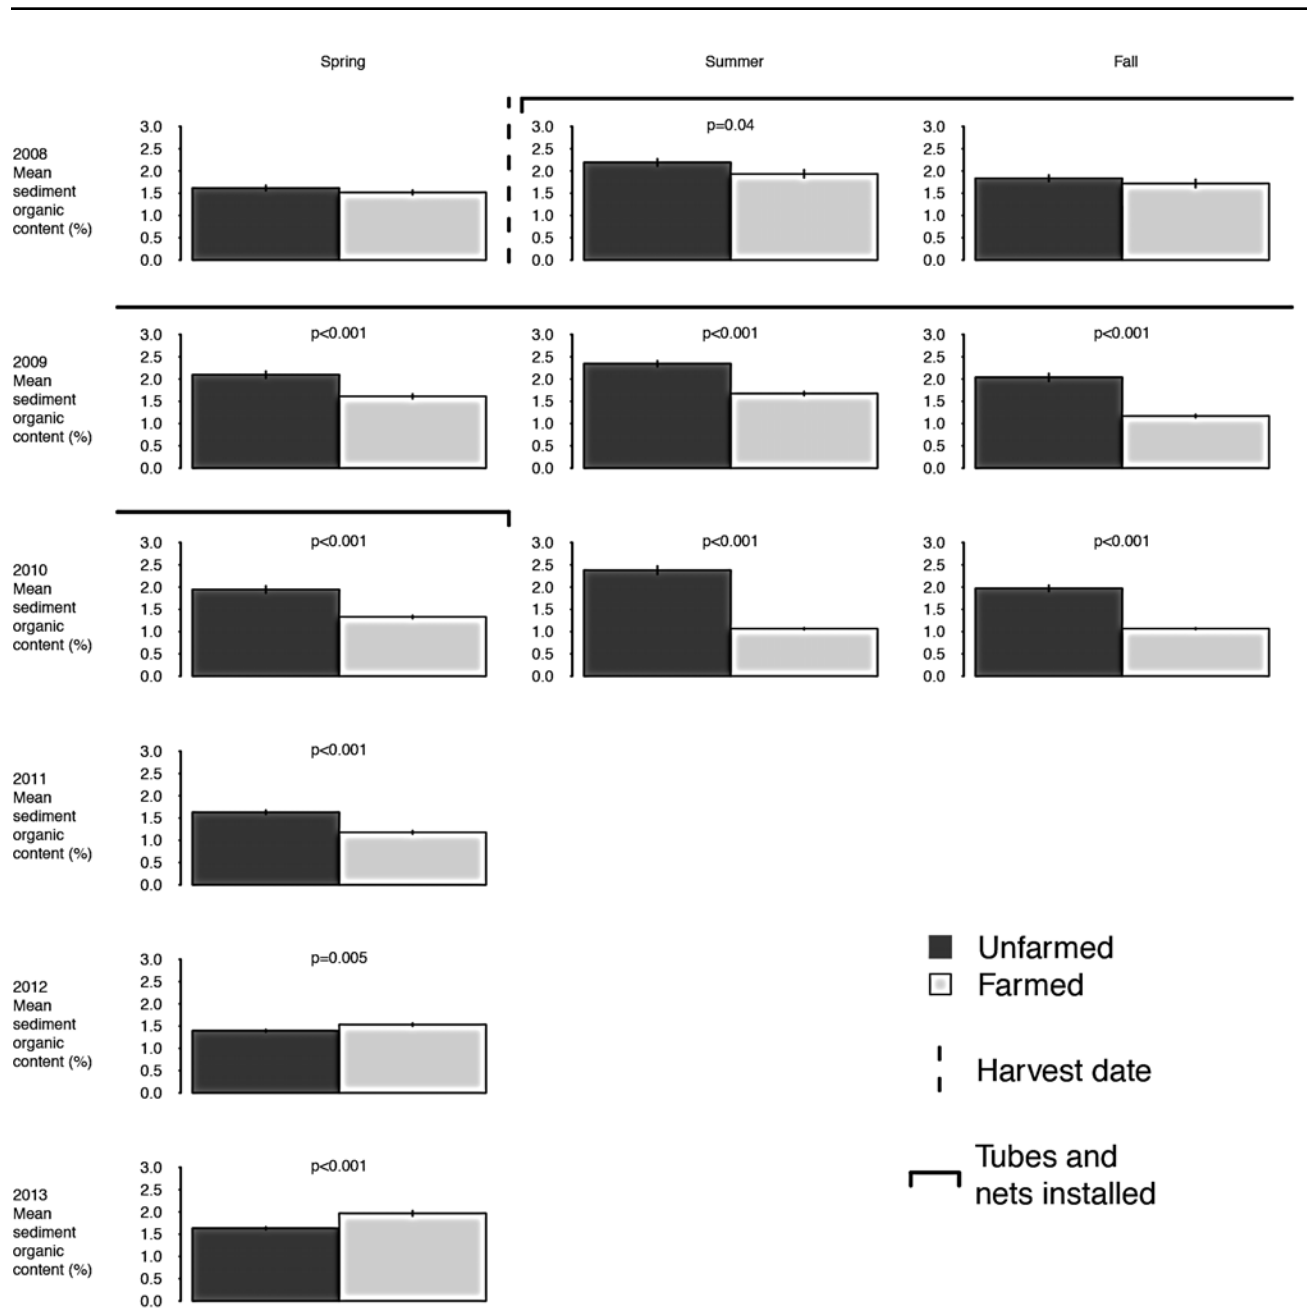 Spring
Summer
Fall
2008
Mean
sediment
organic
content (%)
3.0
2.5
2.0
1.5
1.0
0.5
0.0
p=0.04
3.0
2.5
2.0
1.5
1.0
0.5
0.0
3.0
2.5
2.0
1.5
1.0
0.5
0.0
2009
Mean
sediment
organic
content (%)
p<0.001
3.0
2.5
2.0
1.5
1.0
0.5
0.0
p<0.001
3.0
2.5
2.0
1.5
1.0
0.5
0.0
p<0.001
3.0
2.5
2.0
1.5
1.0
0.5
0.0
2010
Mean
sediment
organic
content (%)
p<0.001
3.0
2.5
2.0
1.5
1.0
0.5
0.0
p<0.001
3.0
2.5
2.0
1.5
1.0
0.5
0.0
p<0.001
3.0
2.5
2.0
1.5
1.0
0.5
0.0
2011
Mean
sediment
organic
content (%)
p<0.001
3.0
2.5
2.0
1.5
1.0
0.5
0.0
2012
Mean
sediment
organic
content (%)
p=0.005
3.0
2.5
2.0
1.5
1.0
0.5
0.0
2013
Mean
sediment
organic
content (%)
p<0.001
3.0
2.5
2.0
1.5
1.0
0.5
0.0
Unfarmed
Farmed
Harvest date
Tubes and
nets installed